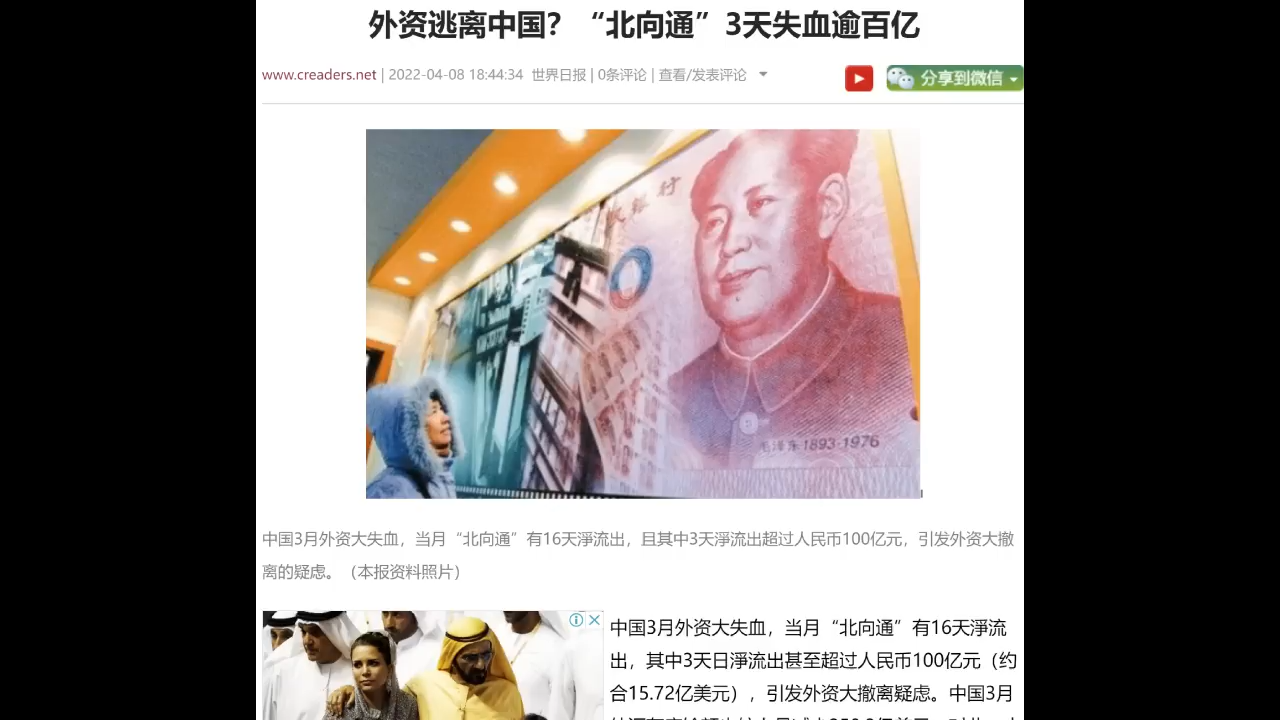 外资逃离中国？“北向通”3天失血逾百亿
www.creaders.net | 2022-04-08 18:44:34 世界日报 | 0条评论 | 查看/发表评论
分享到微信
银行
毛泽东 1893-1976
中国3月外资大失血，当月“北向通”有16天淨流出，且其中3天淨流出超过人民币100亿元，引发外资大撤
离的疑虑。（本报资料照片）
中国3月外资大失血，当月“北向通”有16天淨流
出，其中3天日淨流出甚至超过人民币100亿元（约
合15.72亿美元），引发外资大撤离疑虑。中国3月